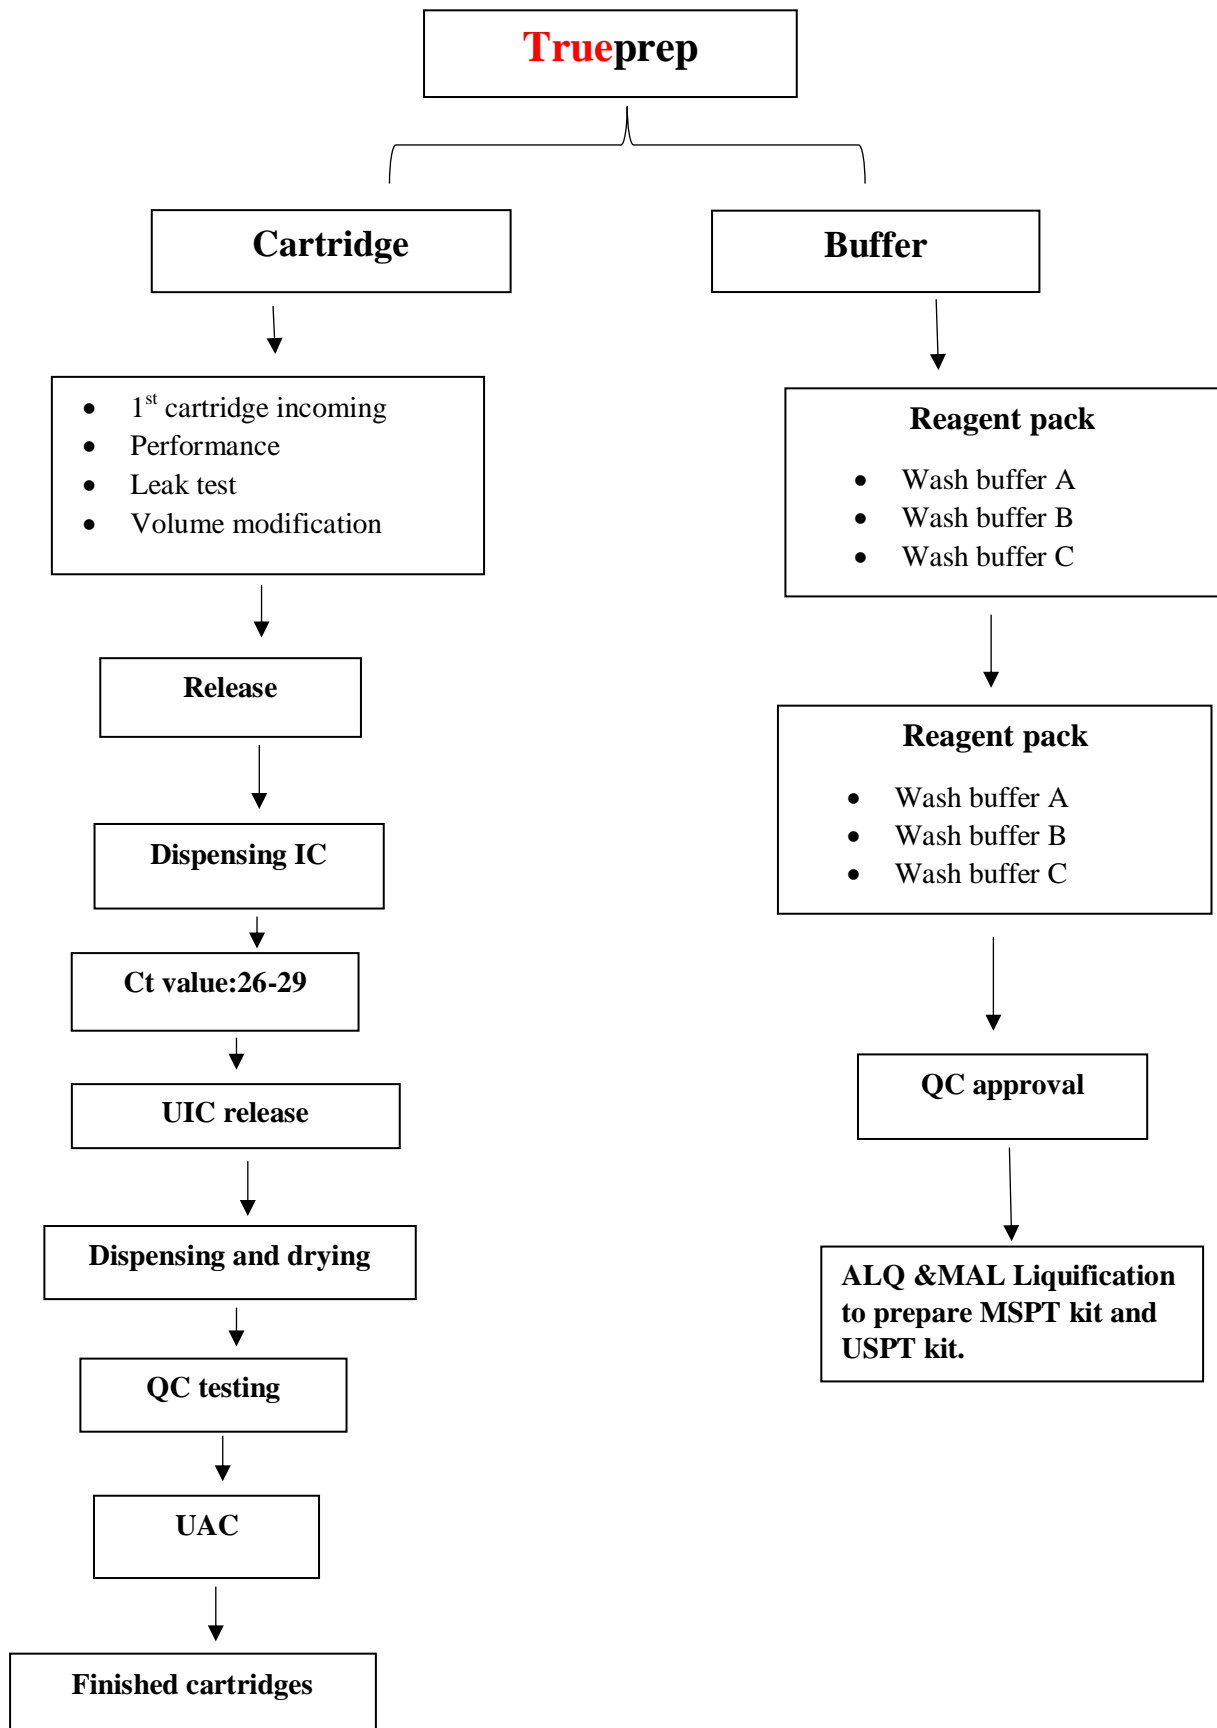 Trueprep
Cartridge
Buffer
• 1st cartridge incoming
• Performance
• Leak test
• Volume modification
Reagent pack
• Wash buffer A
• Wash buffer B
• Wash buffer C
Release
Reagent pack
• Wash buffer A
• Wash buffer B
• Wash buffer C
Dispensing IC
Ct value:26-29
UIC release
QC approval
Dispensing and drying
ALQ &MAL Liquification
to prepare MSPT kit and
USPT kit.
QC testing
UAC
Finished cartridges